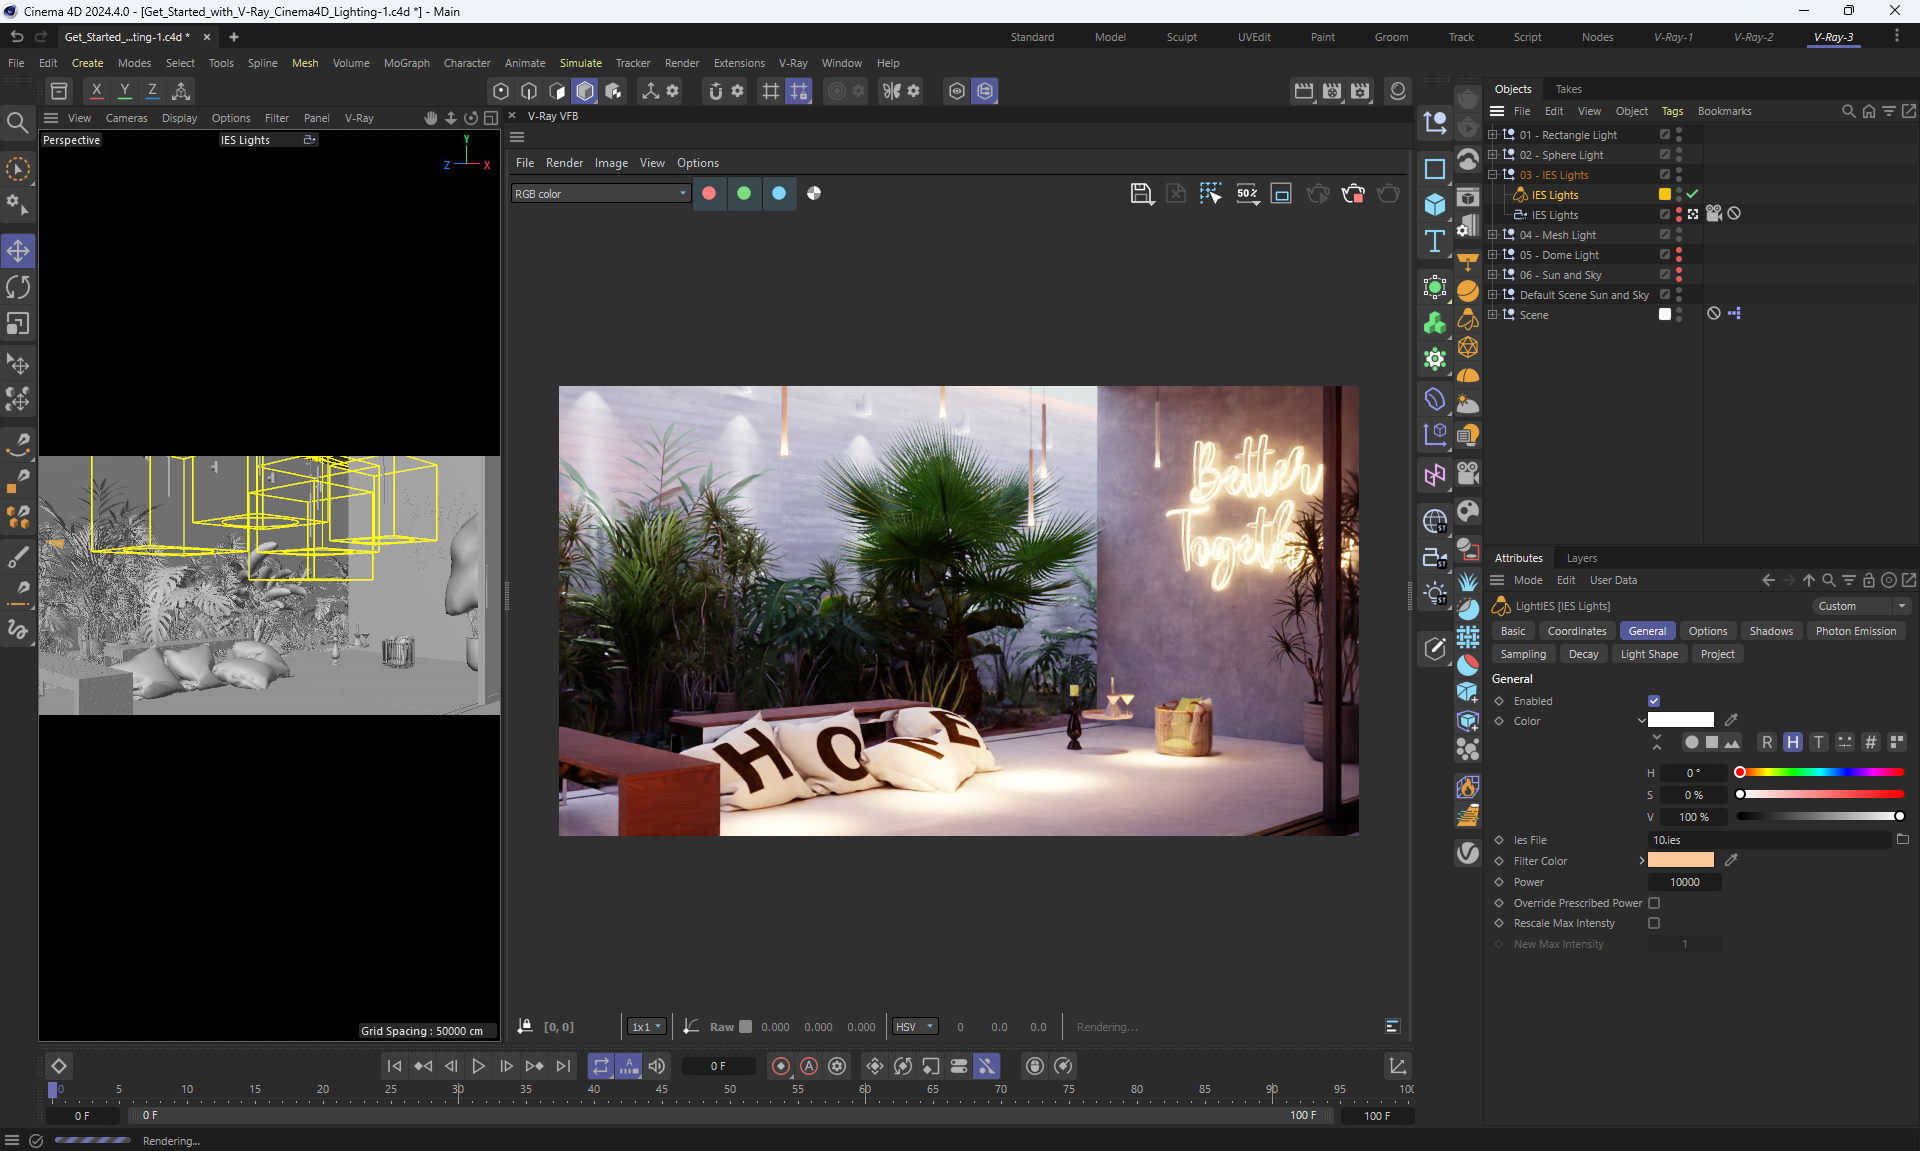 Cinema 4D 2024.4.0 - [Get_Started_with_V-Ray_Cinema4D_Lighting-1.c4d *] - Main
Get_Started_...ting-1.c4d *
Standard Model Sculpt UVEdit Paint Groom Track Script Nodes V-Ray-1 V-Ray-2 V-Ray-3
File Edit Create Modes Select Tools Spline Mesh Volume MoGraph Character Animate Simulate Tracker Render Extensions V-Ray Window Help
X Y Z
View Cameras Display Options Filter Panel V-Ray
Perspective
IES Lights
Y
Z X
Grid Spacing : 50000 cm
V-Ray VFB
File Render Image View Options
RGB color
50%
Better
Togeth
HOME
[0, 0]
1x1
Raw 0.000 0.000 0.000
HSV 0 0.0 0.0
Rendering...
ST
ST
ST
Objects Takes
File Edit View Object Tags Bookmarks
01 - Rectangle Light
02 - Sphere Light
03 - IES Lights
IES Lights
IES Lights
04 - Mesh Light
05 - Dome Light
06 - Sun and Sky
Default Scene Sun and Sky
Scene
Attributes Layers
Mode Edit User Data
LightIES [IES Lights]
Custom
Basic Coordinates General Options Shadows Photon Emission
Sampling Decay Light Shape Project
General
Enabled
Color
R H T #
H 0 °
S 0 %
V 100 %
Ies File 10.ies
Filter Color
Power 10000
Override Prescribed Power
Rescale Max Intensty
New Max Intensity 1
A
0 F
A
0 5 10 15 20 25 30 35 40 45 50 55 60 65 70 75 80 85 90 95 100
0 F
0 F
100 F
100 F
Rendering...